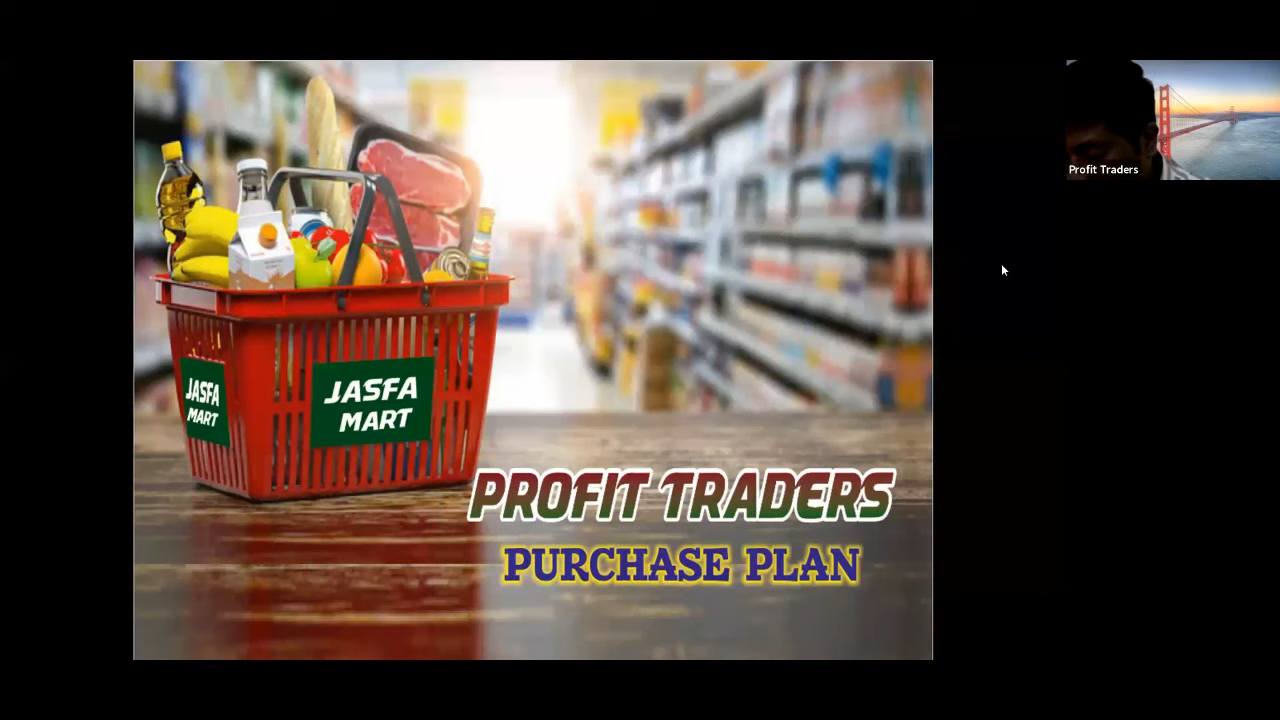 JASFA
MART
JASFA
MART
PROFIT TRADERS
PURCHASE PLAN
Profit Traders